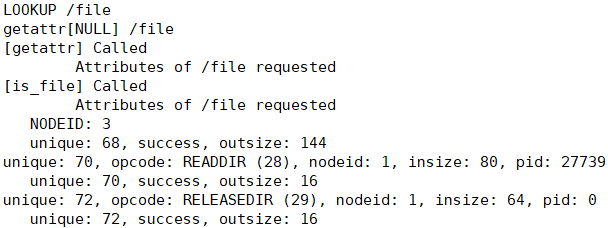 LOOKUP /file
getattr[NULL] /file
[getattr] Called
        Attributes of /file requested
[is_file] Called
        Attributes of /file requested
   NODEID: 3
   unique: 68, success, outsize: 144
unique: 70, opcode: READDIR (28), nodeid: 1, insize: 80, pid: 27739
   unique: 70, success, outsize: 16
unique: 72, opcode: RELEASEDIR (29), nodeid: 1, insize: 64, pid: 0
   unique: 72, success, outsize: 16